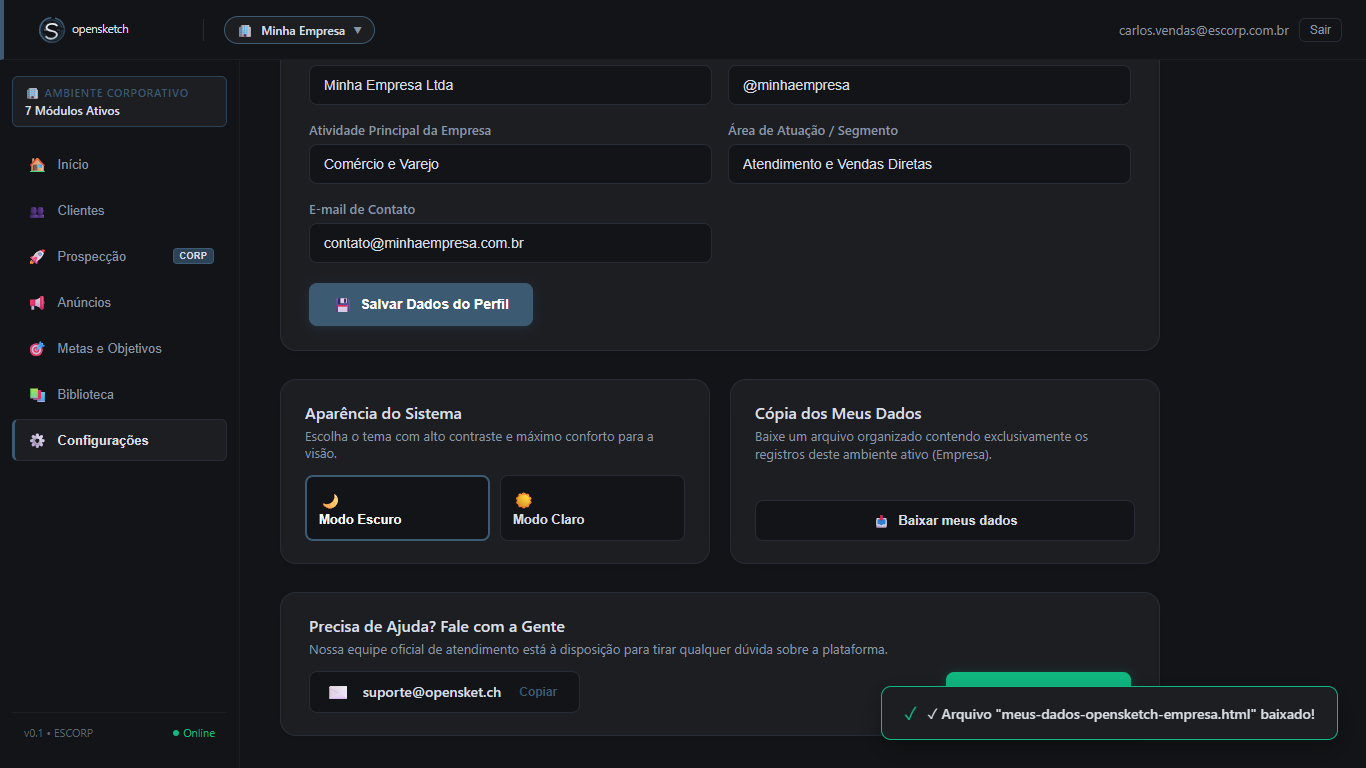 opensketch
Minha Empresa ▼
carlos.vendas@escorp.com.br
Sair
AMBIENTE CORPORATIVO
7 Módulos Ativos
Início
Clientes
Prospecção CORP
Anúncios
Metas e Objetivos
Biblioteca
Configurações
v0.1 • ESCORP
Online
Minha Empresa Ltda
@minhaempresa
Atividade Principal da Empresa
Área de Atuação / Segmento
Comércio e Varejo
Atendimento e Vendas Diretas
E-mail de Contato
contato@minhaempresa.com.br
Salvar Dados do Perfil
Aparência do Sistema
Escolha o tema com alto contraste e máximo conforto para a
visão.
Modo Escuro
Modo Claro
Cópia dos Meus Dados
Baixe um arquivo organizado contendo exclusivamente os
registros deste ambiente ativo (Empresa).
Baixar meus dados
Precisa de Ajuda? Fale com a Gente
Nossa equipe oficial de atendimento está à disposição para tirar qualquer dúvida sobre a plataforma.
suporte@opensket.ch
Copiar
✓ ✓ Arquivo "meus-dados-opensketch-empresa.html" baixado!